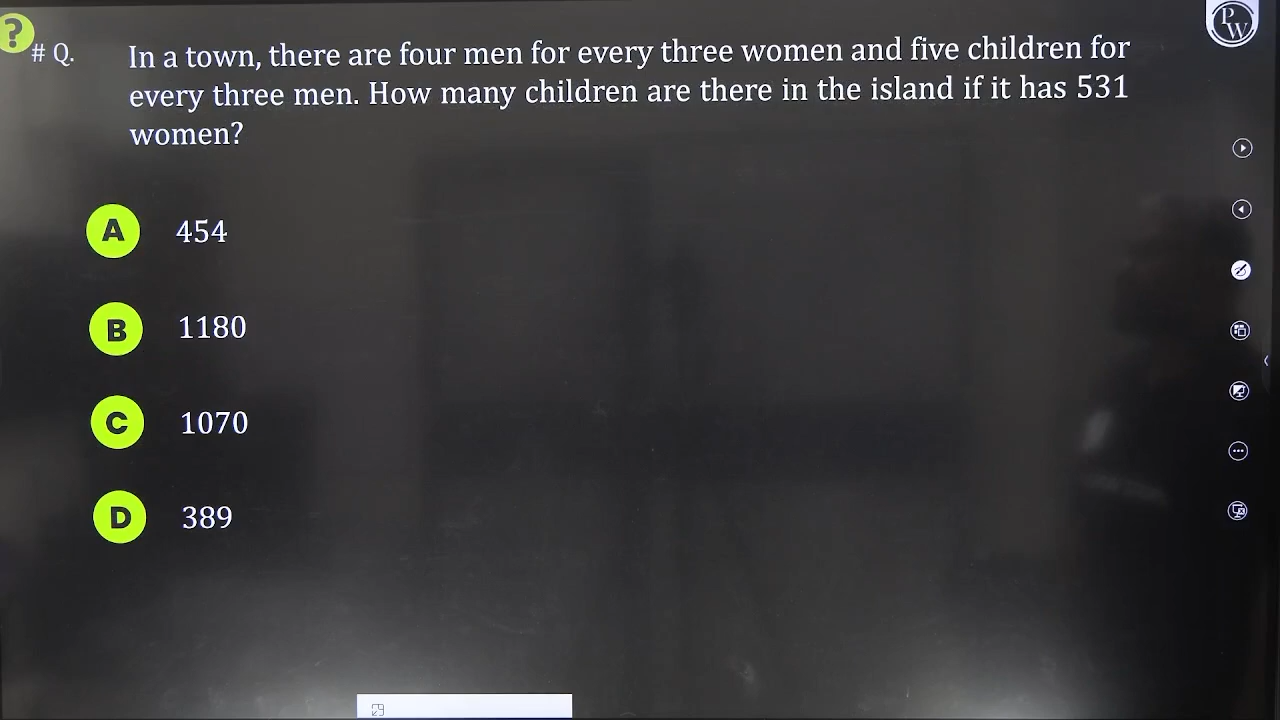 ?
# Q.
In a town, there are four men for every three women and five children for
every three men. How many children are there in the island if it has 531
women?
A 454
B 1180
C 1070
D 389
PW